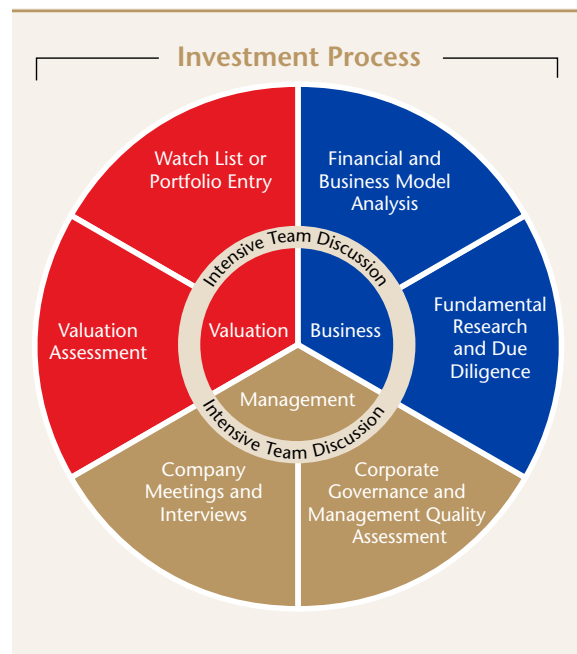 Investment Process
Watch List or
Portfolio Entry
Financial and
Business Model
Analysis
Intensive Team Discussion
Valuation
Assessment
Valuation
Business
Fundamental
Research
and Due
Diligence
Management
Intensive Team Discussion
Company
Meetings and
Interviews
Corporate
Governance and
Management Quality
Assessment